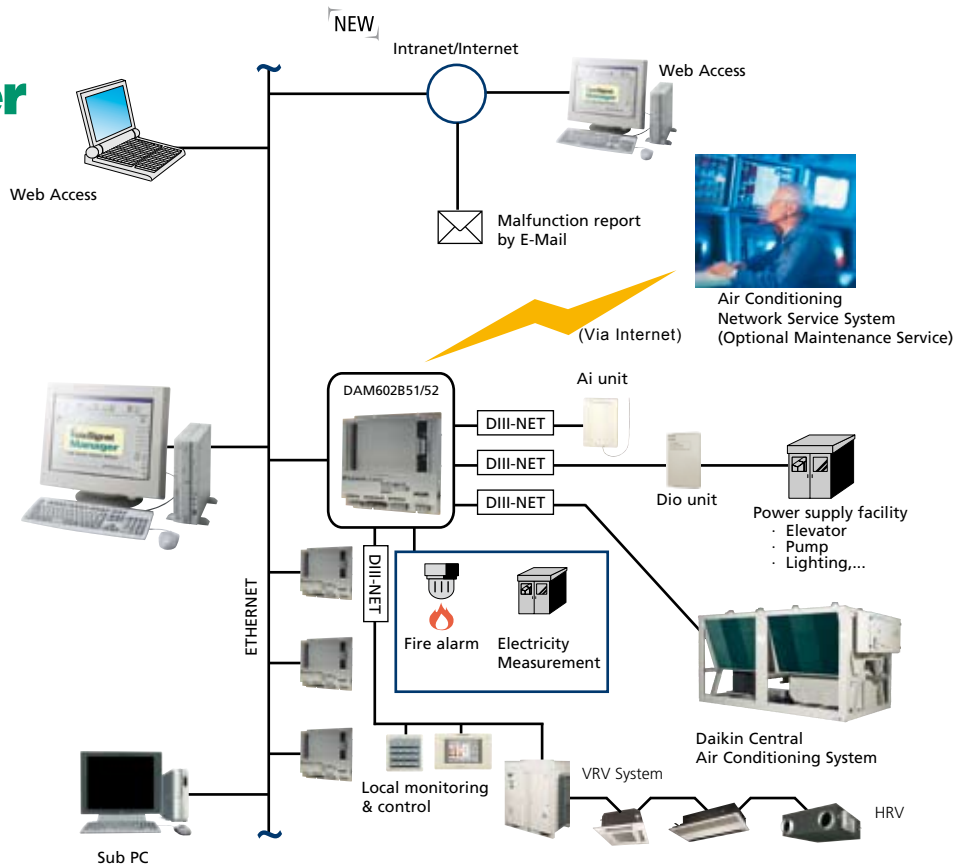 NEW
Intranet/Internet
Web Access
er
Web Access
Malfunction report
by E-Mail
Air Conditioning
Network Service System
(Optional Maintenance Service)
(Via Internet)
Ai unit
DAM602B51/52
DIII-NET
DIII-NET
DIII-NET
Dio unit
Power supply facility
· Elevator
· Pump
· Lighting,...
Intelligent
Manager
ETHERNET
DIII-NET
Fire alarm
Electricity
Measurement
Daikin Central
Air Conditioning System
Local monitoring
& control
VRV System
HRV
Sub PC